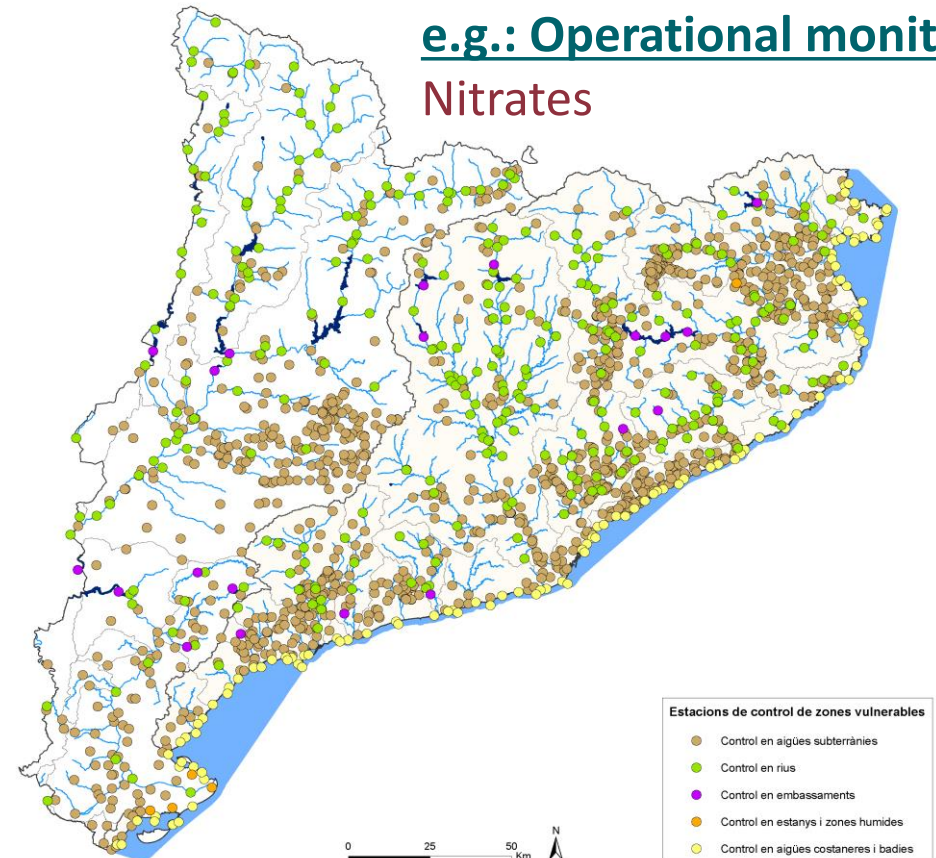 e.g.: Operational monit
Nitrates
Estacions de control de zones vulnerables
Control en aigües subterrànies
Control en rius
Control en embassaments
Control en estanys i zones humides
Control en aigües costaneres i badies
0 25 50
Km
N